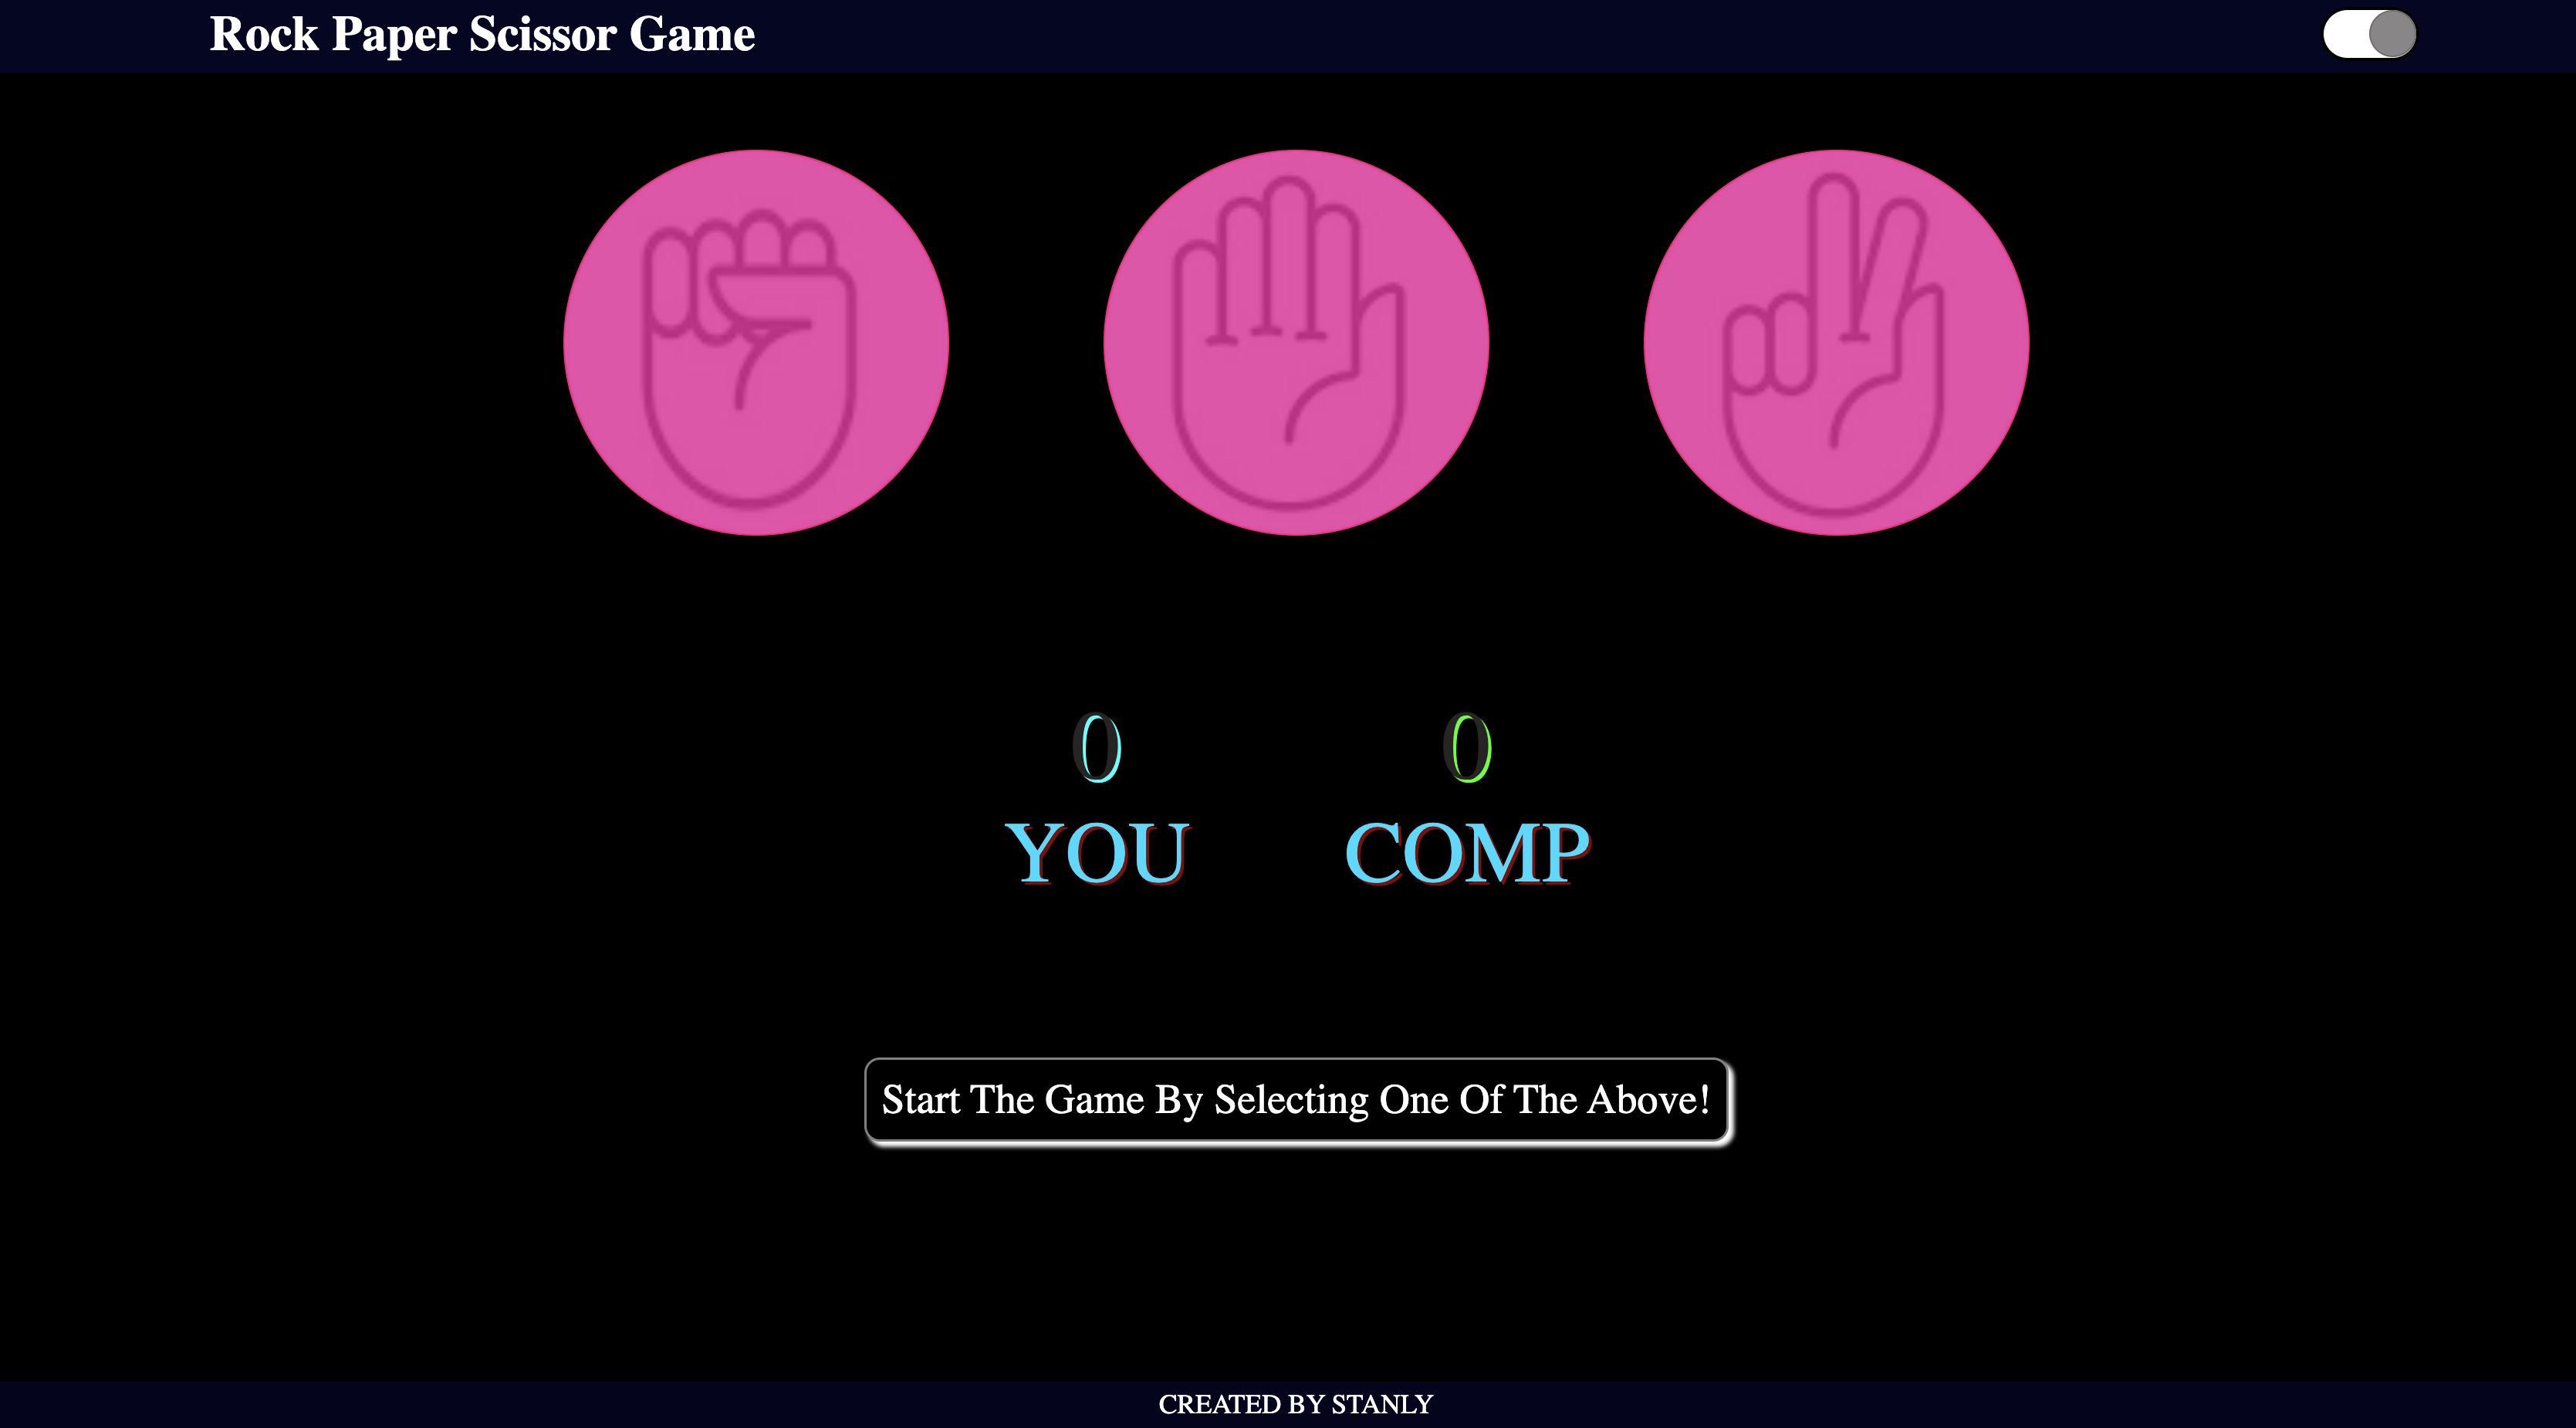 Rock Paper Scissor Game
0 0
YOU COMP
Start The Game By Selecting One Of The Above!
CREATED BY STANLY